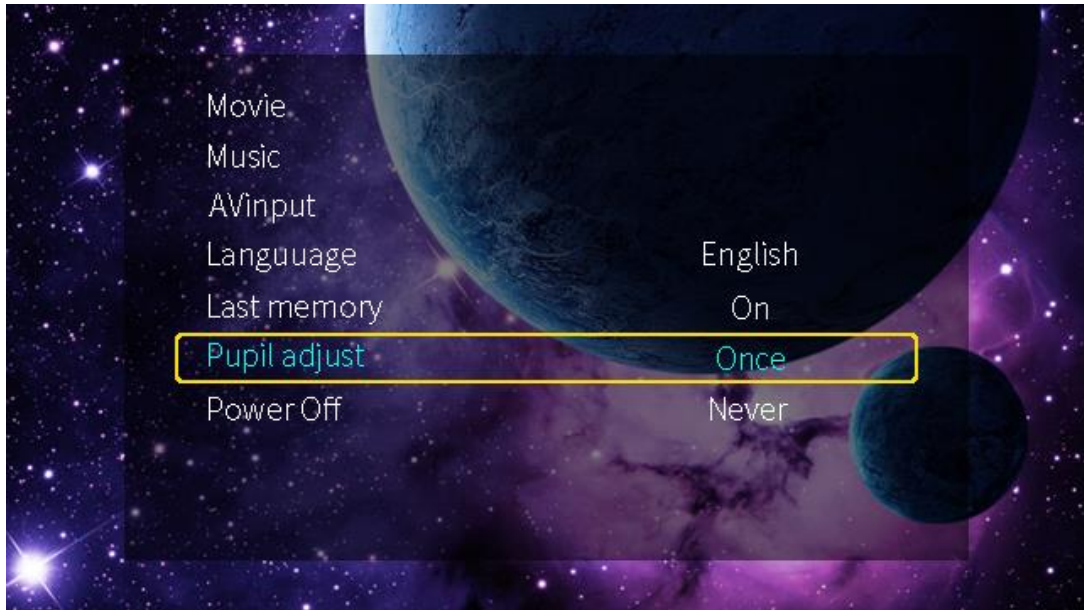 Movie
Music
AVinput
Languuage English
Last memory On
Pupil adjust Once
Power Off Never